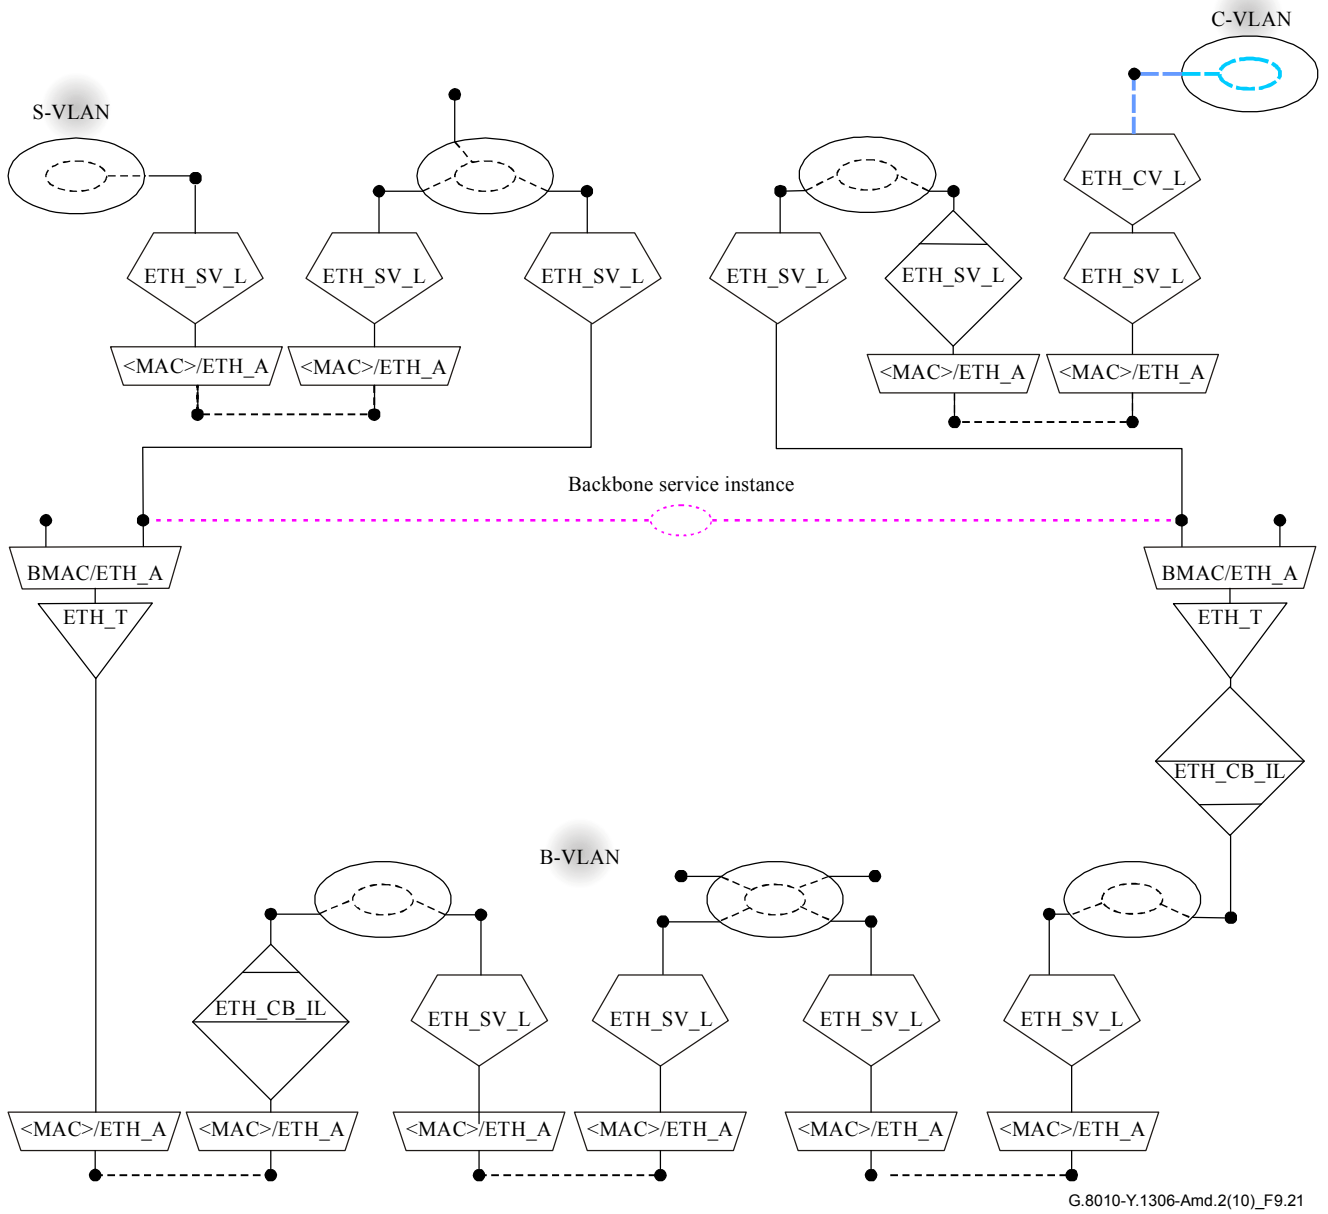 C-VLAN
S-VLAN
ETH_CV_L
ETH_SV_L
ETH_SV_L
ETH_SV_L
ETH_SV_L
ETH_SV_L
ETH_SV_L
<MAC>/ETH_A
<MAC>/ETH_A
<MAC>/ETH_A
<MAC>/ETH_A
Backbone service instance
BMAC/ETH_A
BMAC/ETH_A
ETH_T
ETH_T
ETH_CB_IL
B-VLAN
ETH_CB_IL
ETH_SV_L
ETH_SV_L
ETH_SV_L
ETH_SV_L
<MAC>/ETH_A
<MAC>/ETH_A
<MAC>/ETH_A
<MAC>/ETH_A
<MAC>/ETH_A
<MAC>/ETH_A
G.8010-Y.1306-Amd.2(10)_F9.21